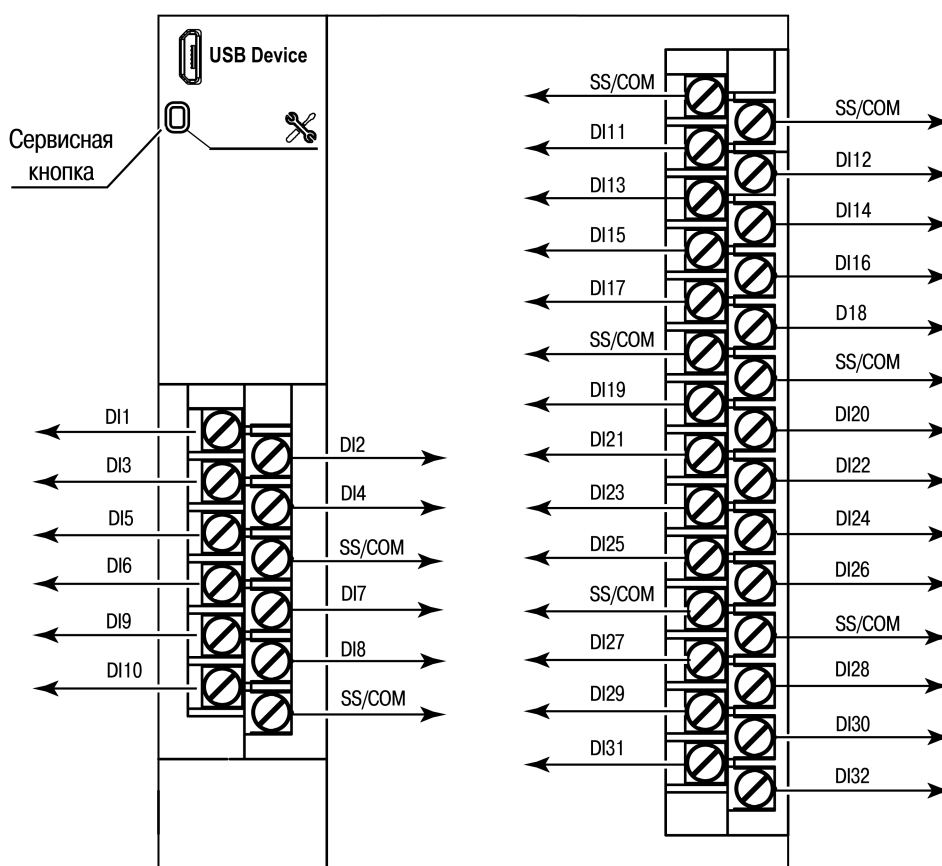 USB Device
Сервисная
кнопка
DI1
DI2
DI3
DI4
DI5
SS/COM
DI6
DI7
DI9
DI8
DI10
SS/COM
SS/COM
SS/COM
DI11
DI12
DI13
DI14
DI15
DI16
DI17
D18
SS/COM
SS/COM
DI19
DI20
DI21
DI22
DI23
DI24
DI25
DI26
SS/COM
SS/COM
DI27
DI28
DI29
DI30
DI31
DI32